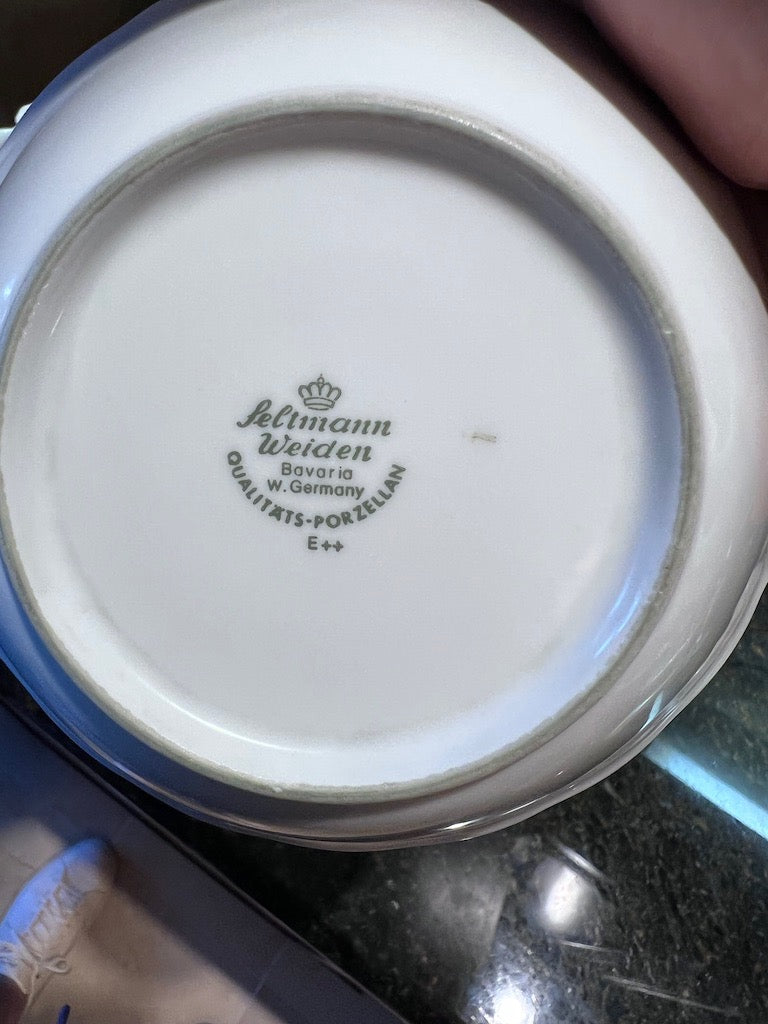 Seltmann
Weiden
Bavaria
W.Germany
QUALITÄTS-PORZELLAN
E++